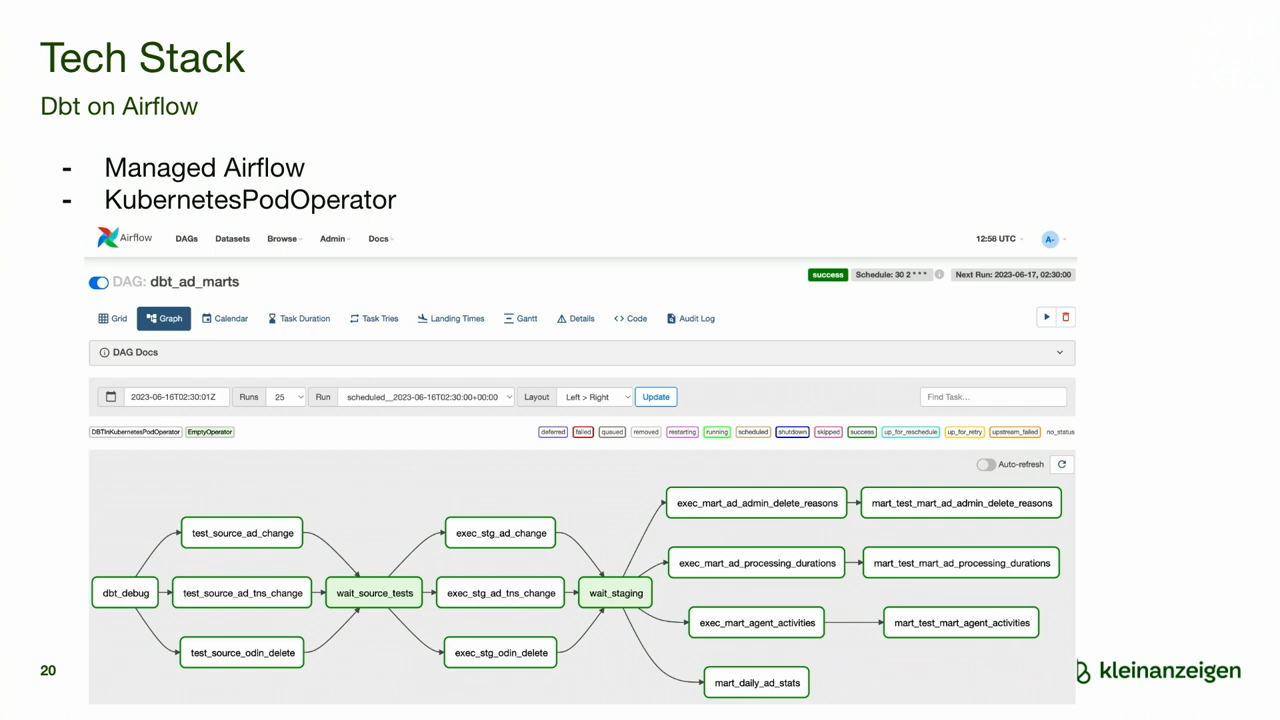 Tech Stack
Dbt on Airflow
- Managed Airflow
- KubernetesPodOperator
Airflow DAGs Datasets Browse Admin Docs 12:56 UTC A-
DAG: dbt_ad_marts success Schedule: 30 2 * * * Next Run: 2023-06-17, 02:30:00
Grid Graph Calendar Task Duration Task Tries Landing Times Gantt Details Code Audit Log
DAG Docs
2023-06-16T02:30:01Z Runs 25 Run scheduled__2023-06-16T02:30:00+00:00 Layout Left > Right Update Find Task...
DBTInKubernetesPodOperator EmptyOperator deferred failed queued removed restarting running scheduled shutdown skipped success up_for_reschedule up_for_retry upstream_failed no_status
Auto-refresh
exec_mart_ad_admin_delete_reasons mart_test_mart_ad_admin_delete_reasons
test_source_ad_change exec_stg_ad_change
exec_mart_ad_processing_durations mart_test_mart_ad_processing_durations
dbt_debug test_source_ad_tns_change wait_source_tests exec_stg_ad_tns_change wait_staging
exec_mart_agent_activities mart_test_mart_agent_activities
test_source_odin_delete exec_stg_odin_delete
mart_daily_ad_stats
20 kleinanzeigen